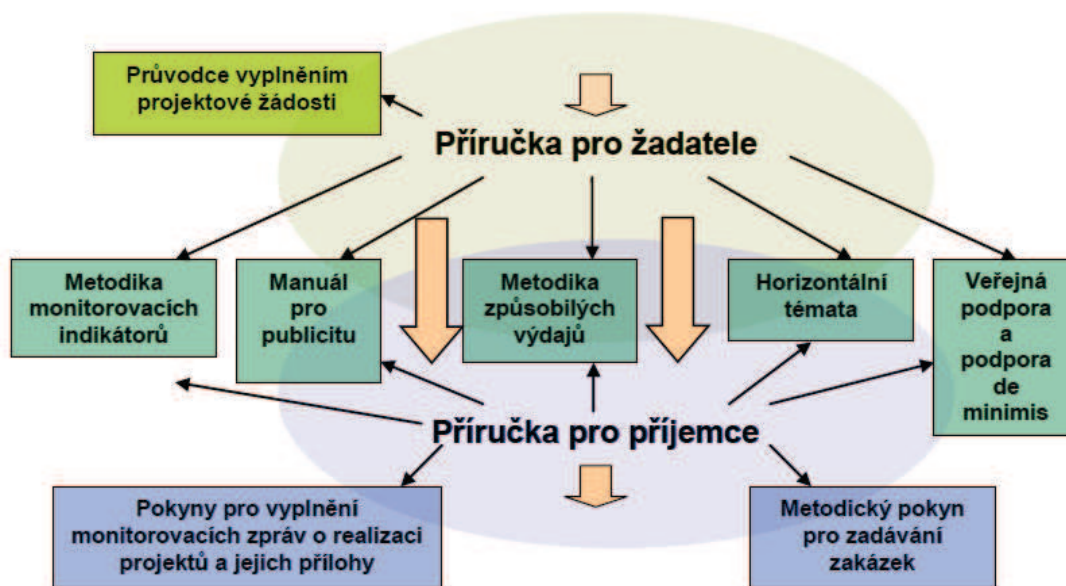 Průvodce vyplněním
projektové žádosti
Příručka pro žadatele
Metodika
monitorovacích
indikátorů
Manuál
pro
publicitu
Metodika
způsobilých
výdajů
Horizontální
témata
Veřejná
podpora
a
podpora
de
minimis
Příručka pro příjemce
Pokyny pro vyplnění
monitorovacích zpráv o realizaci
projektů a jejich přílohy
Metodický pokyn
pro zadávání
zakázek